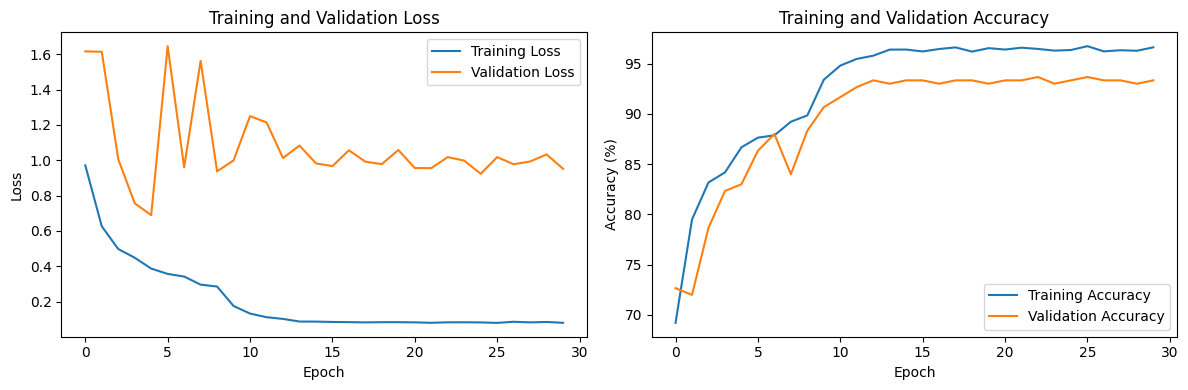 Training and Validation Loss
1.6
1.4
1.2
1.0
0.8
0.6
0.4
0.2
Loss
Training Loss
Validation Loss
0 5 10 15 20 25 30
Epoch
Training and Validation Accuracy
95
90
85
80
75
70
Accuracy (%)
Training Accuracy
Validation Accuracy
0 5 10 15 20 25 30
Epoch